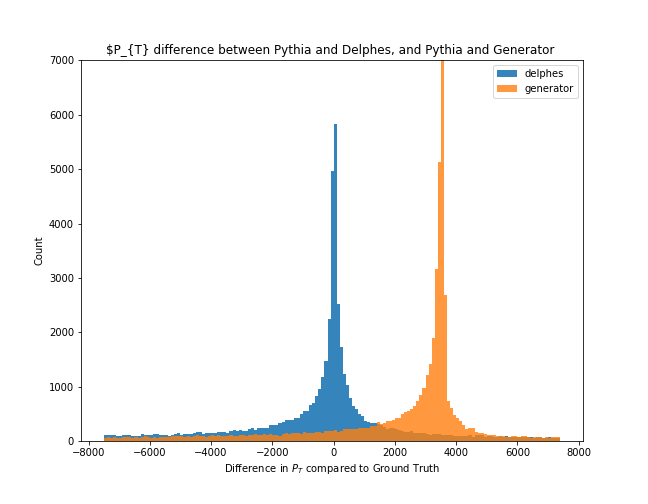 $P_{T} difference between Pythia and Delphes, and Pythia and Generator
7000
6000
5000
4000
3000
2000
1000
0
Count
delphes
generator
−8000 −6000 −4000 −2000 0 2000 4000 6000 8000
Difference in P_T compared to Ground Truth